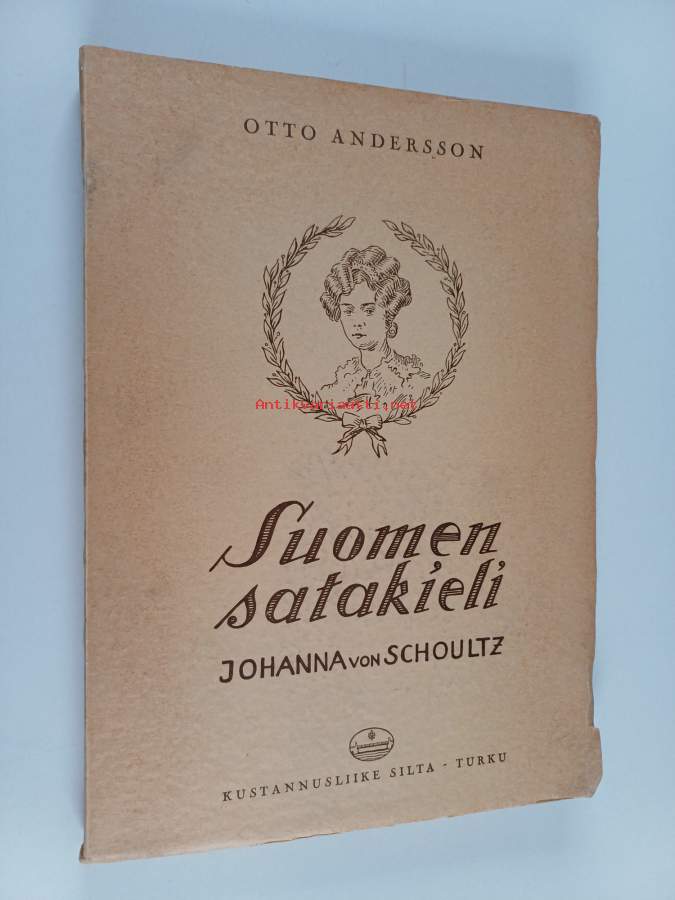 OTTO ANDERSSON
Antikvariaatti.net
Suomen
satakieli
JOHANNA VON SCHOULTZ
KUSTANNUSLIIKE SILTA - TURKU